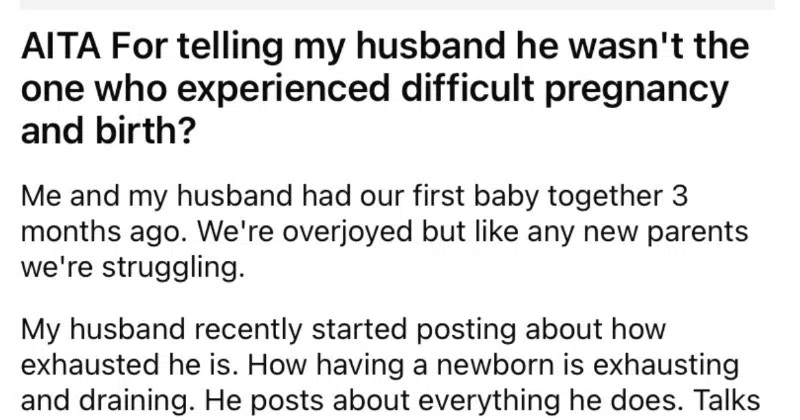 AITA For telling my husband he wasn't the
one who experienced difficult pregnancy
and birth?
Me and my husband had our first baby together 3
months ago. We're overjoyed but like any new parents
we're struggling.
My husband recently started posting about how
exhausted he is. How having a newborn is exhausting
and draining. He posts about everything he does. Talks